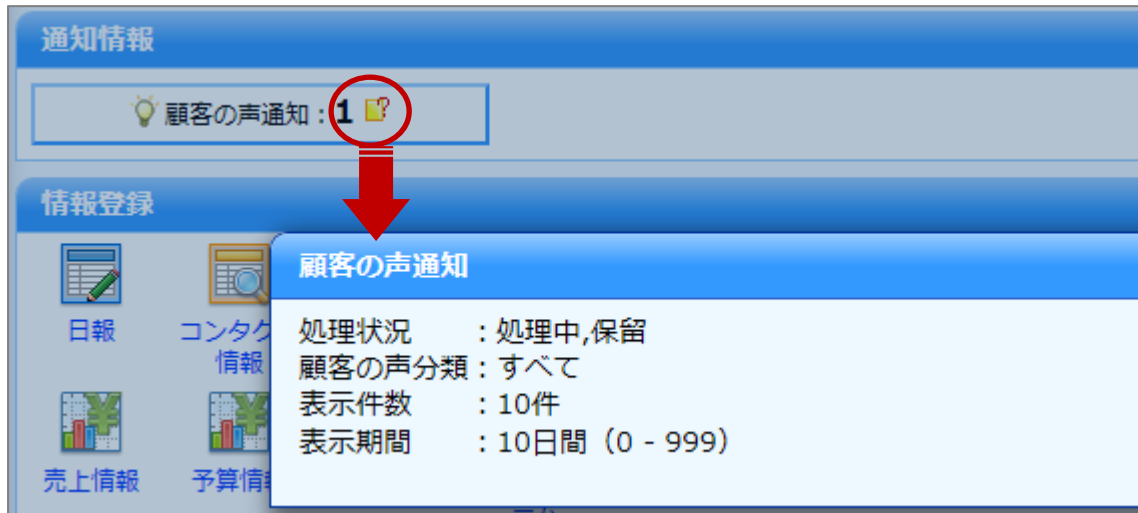 通知情報
顧客の声通知：1
情報登録
日報
コンタク
情報
売上情報
予算情
顧客の声通知
処理状況　　：処理中,保留
顧客の声分類：すべて
表示件数　　：10件
表示期間　　：10日間（0 - 999）